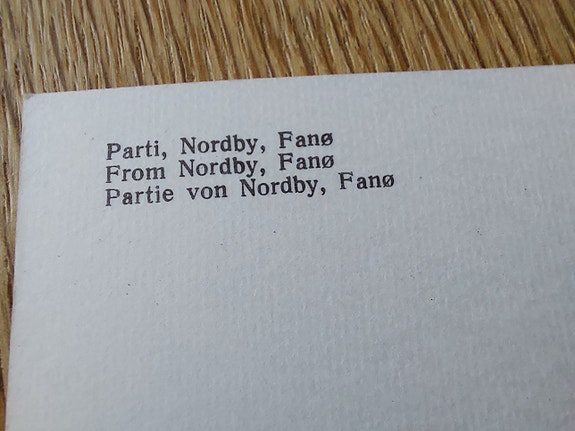 Parti, Nordby, Fanø
From Nordby, Fanø
Partie von Nordby, Fanø